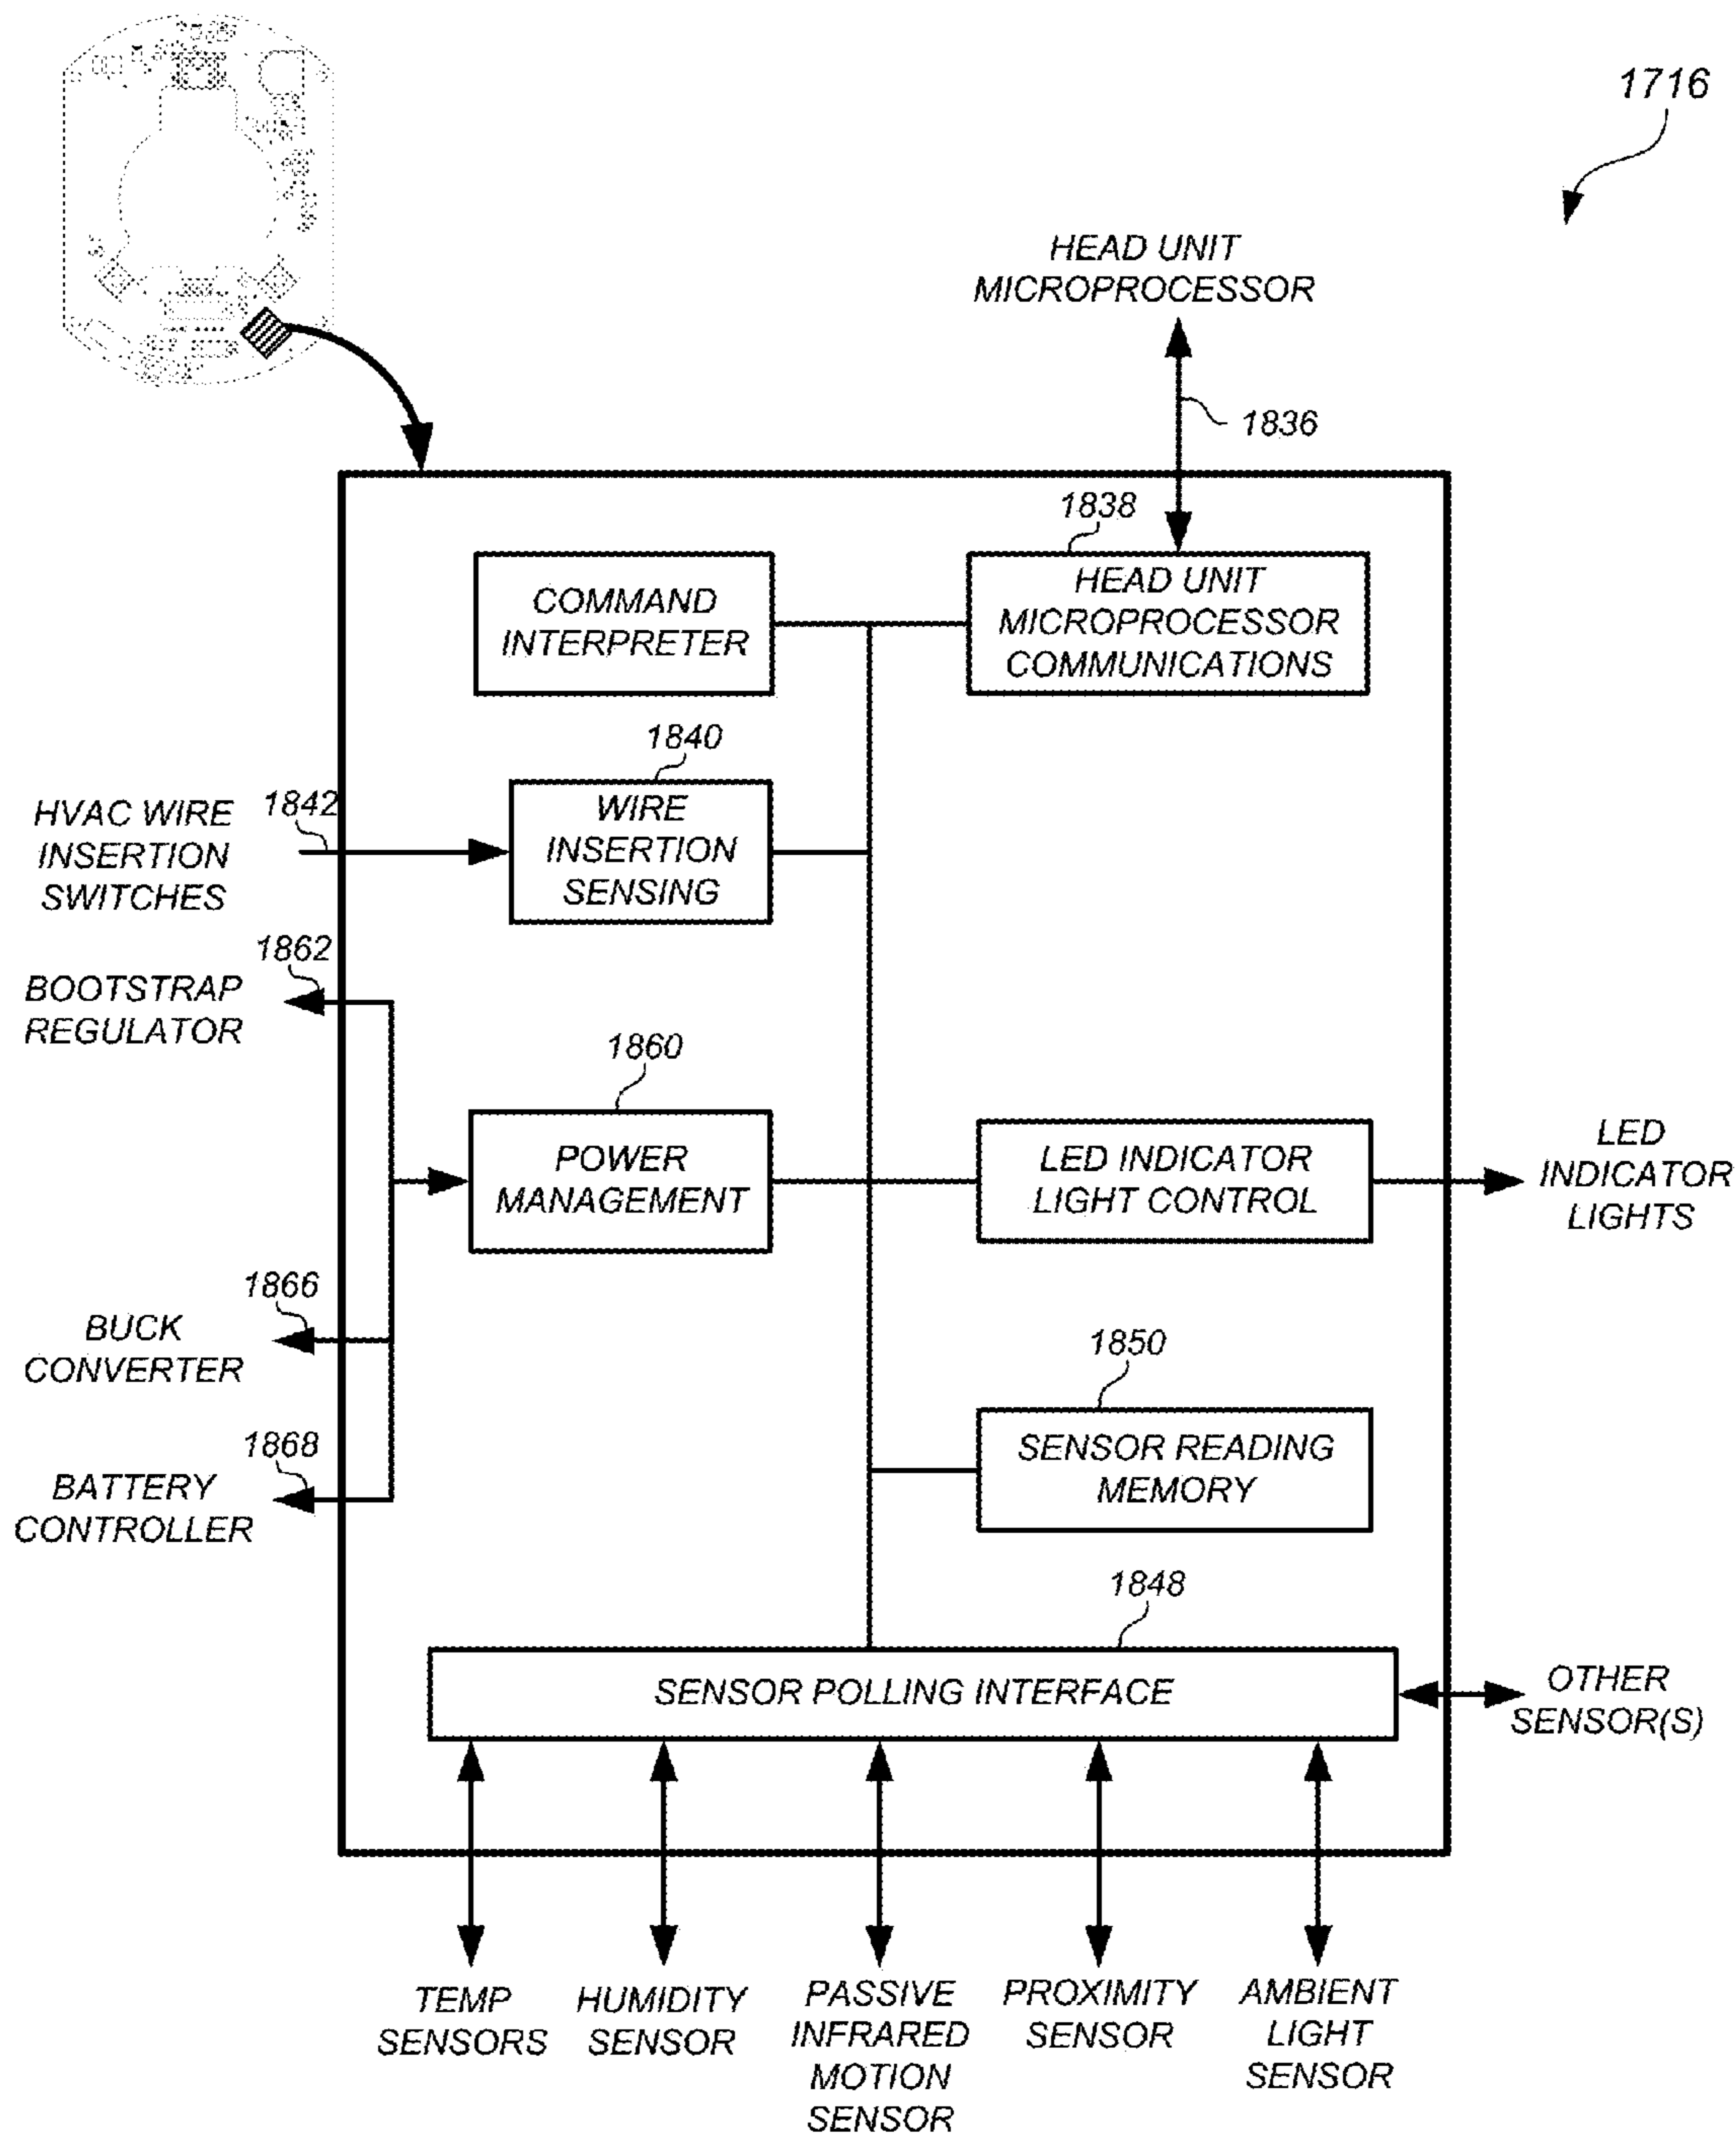 1716
HEAD UNIT
MICROPROCESSOR
1836
1838
COMMAND
INTERPRETER
HEAD UNIT
MICROPROCESSOR
COMMUNICATIONS
1840
HVAC WIRE
INSERTION
SWITCHES
1842
WIRE
INSERTION
SENSING
1862
BOOTSTRAP
REGULATOR
1860
POWER
MANAGEMENT
LED INDICATOR
LIGHT CONTROL
LED
INDICATOR
LIGHTS
1866
BUCK
CONVERTER
1850
SENSOR READING
MEMORY
1868
BATTERY
CONTROLLER
1848
SENSOR POLLING INTERFACE
OTHER
SENSOR(S)
TEMP
SENSORS
HUMIDITY
SENSOR
PASSIVE
INFRARED
MOTION
SENSOR
PROXIMITY
SENSOR
AMBIENT
LIGHT
SENSOR